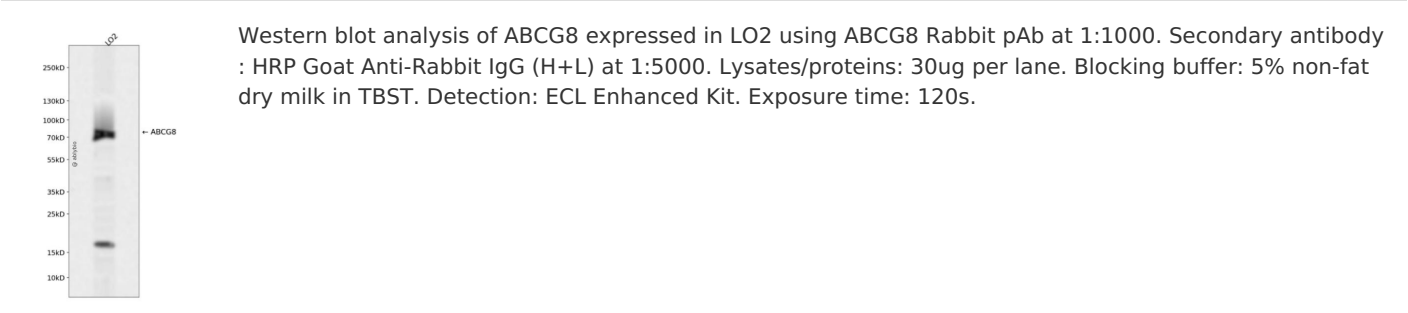 LO2
250kD
130kD
100kD
70kD
← ABCG8
55kD
35kD
25kD
15kD
10kD
Western blot analysis of ABCG8 expressed in LO2 using ABCG8 Rabbit pAb at 1:1000. Secondary antibody
: HRP Goat Anti-Rabbit IgG (H+L) at 1:5000. Lysates/proteins: 30ug per lane. Blocking buffer: 5% non-fat
dry milk in TBST. Detection: ECL Enhanced Kit. Exposure time: 120s.